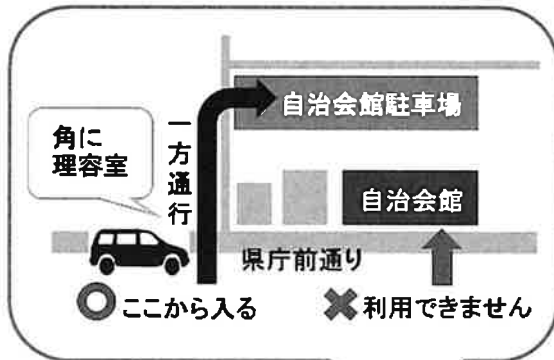 自治会館駐車場
角に
理容室
一方通行
自治会館
県庁前通り
ここから入る
利用できません